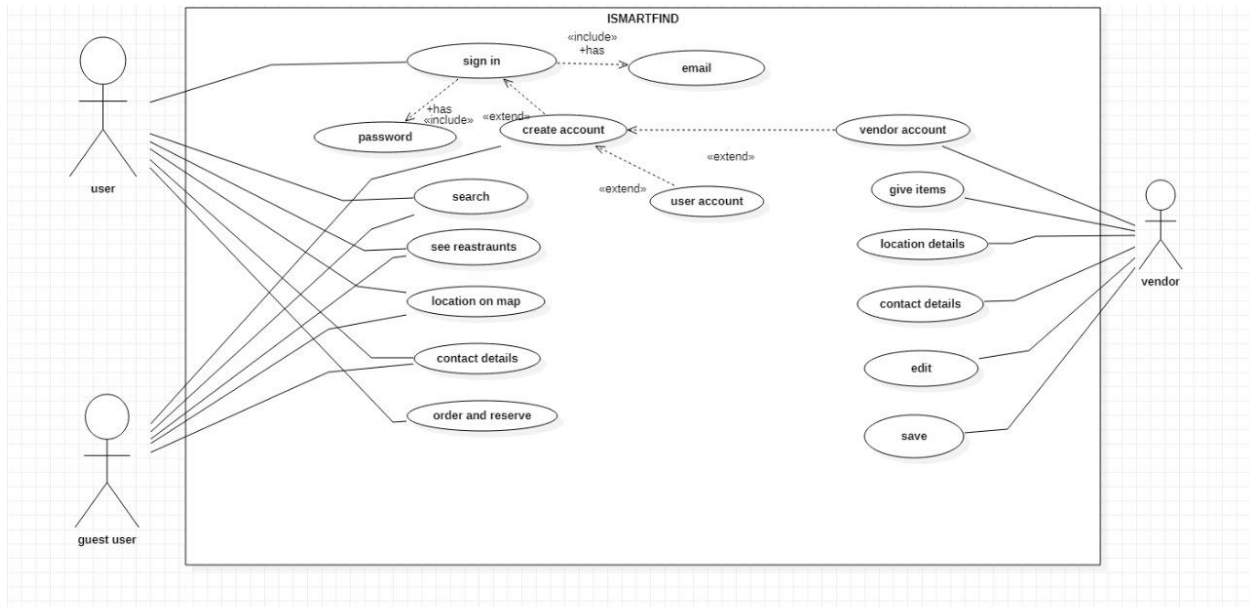 ISMARTFIND
«include»
+has
sign in
email
+has
«include»
«extend»
password
create account
vendor account
«extend»
user
search
«extend»
user account
give items
see reastraunts
location details
vendor
location on map
contact details
contact details
edit
order and reserve
save
guest user